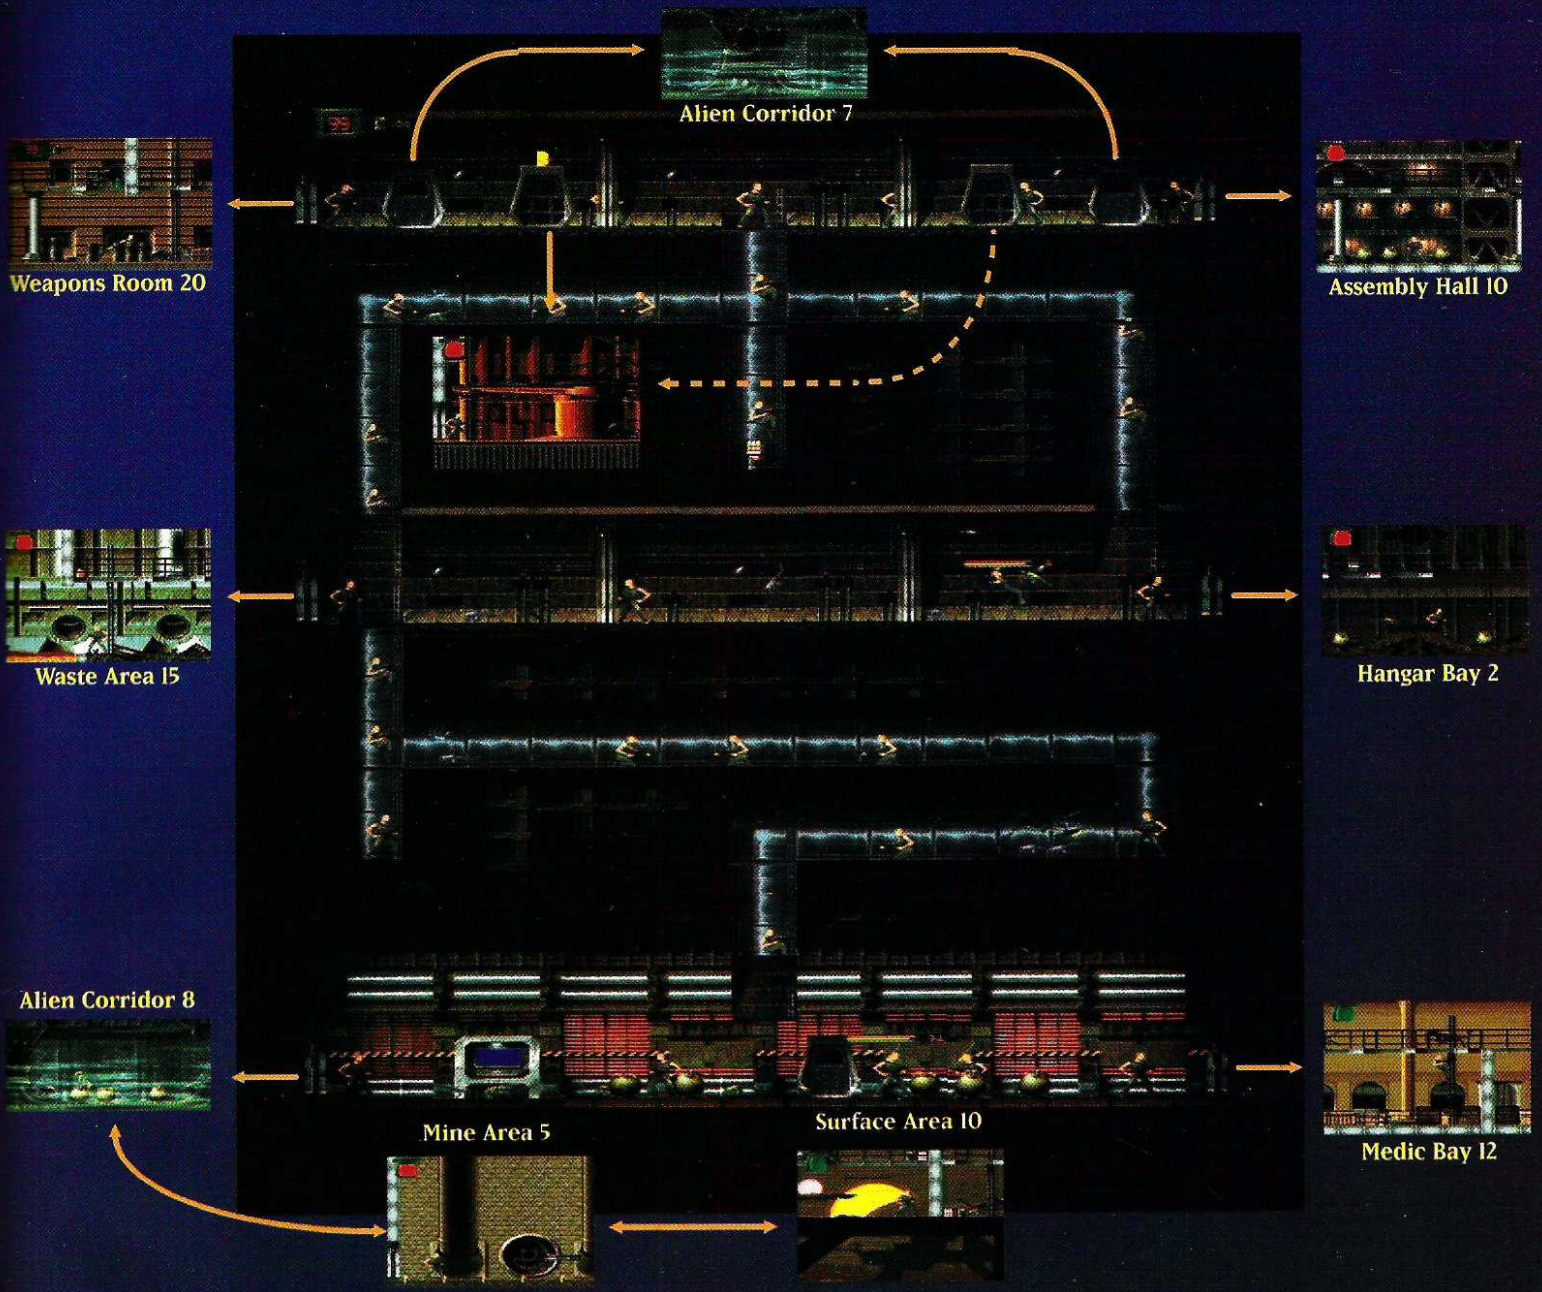 Alien Corridor 7
99
Weapons Room 20
Assembly Hall 10
Waste Area 15
Hangar Bay 2
Alien Corridor 8
Mine Area 5
Surface Area 10
Medic Bay 12